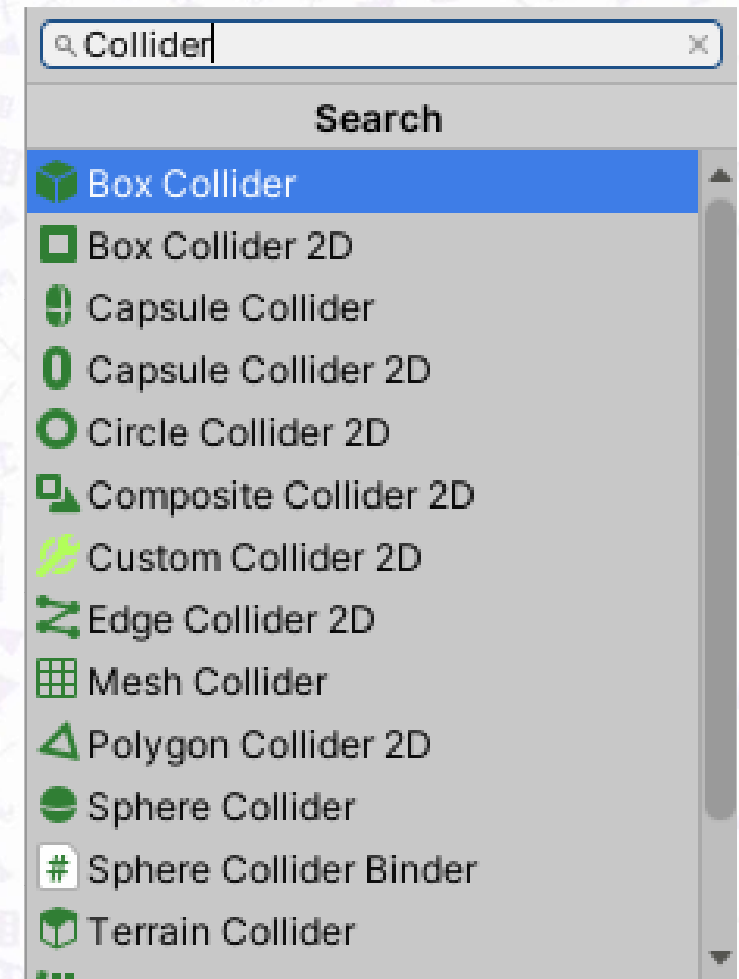 Collider
Search
Box Collider
Box Collider 2D
Capsule Collider
Capsule Collider 2D
Circle Collider 2D
Composite Collider 2D
Custom Collider 2D
Edge Collider 2D
Mesh Collider
Polygon Collider 2D
Sphere Collider
# Sphere Collider Binder
Terrain Collider